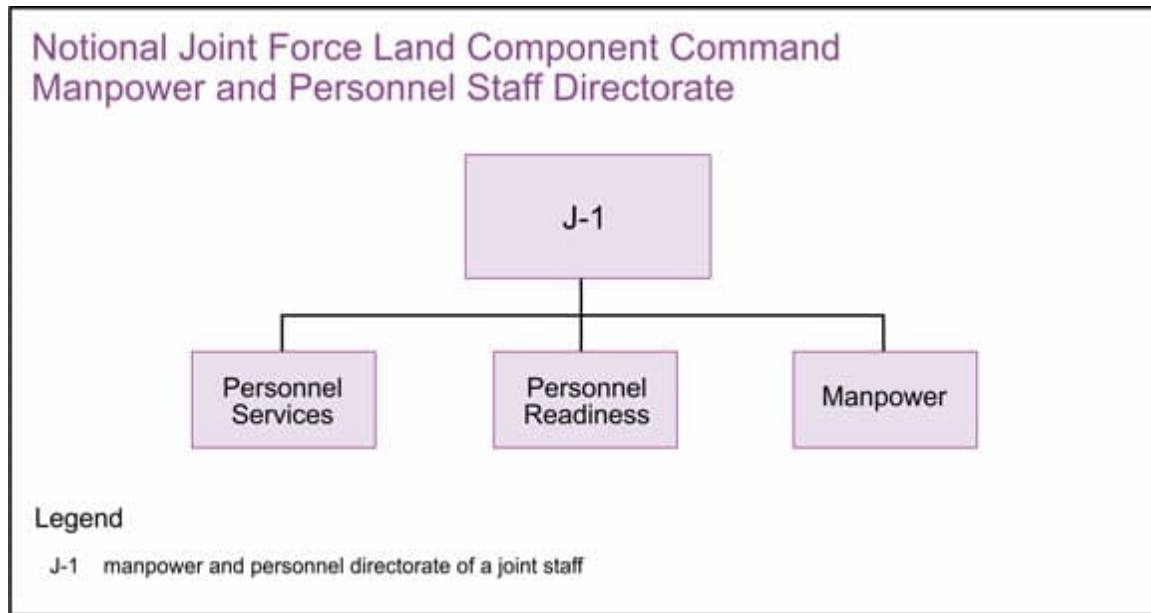 Notional Joint Force Land Component Command
Manpower and Personnel Staff Directorate
J-1
Personnel
Services
Personnel
Readiness
Manpower
Legend
J-1 manpower and personnel directorate of a joint staff